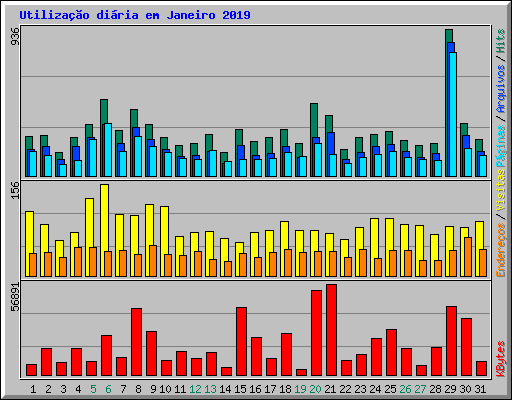 Utilização diária em Janeiro 2019
936
156
56891
Hits
Arquivos /
Páginas /
Visitas
Endereços /
KBytes
1 2 3 4 5 6 7 8 9 10 11 12 13 14 15 16 17 18 19 20 21 22 23 24 25 26 27 28 29 30 31